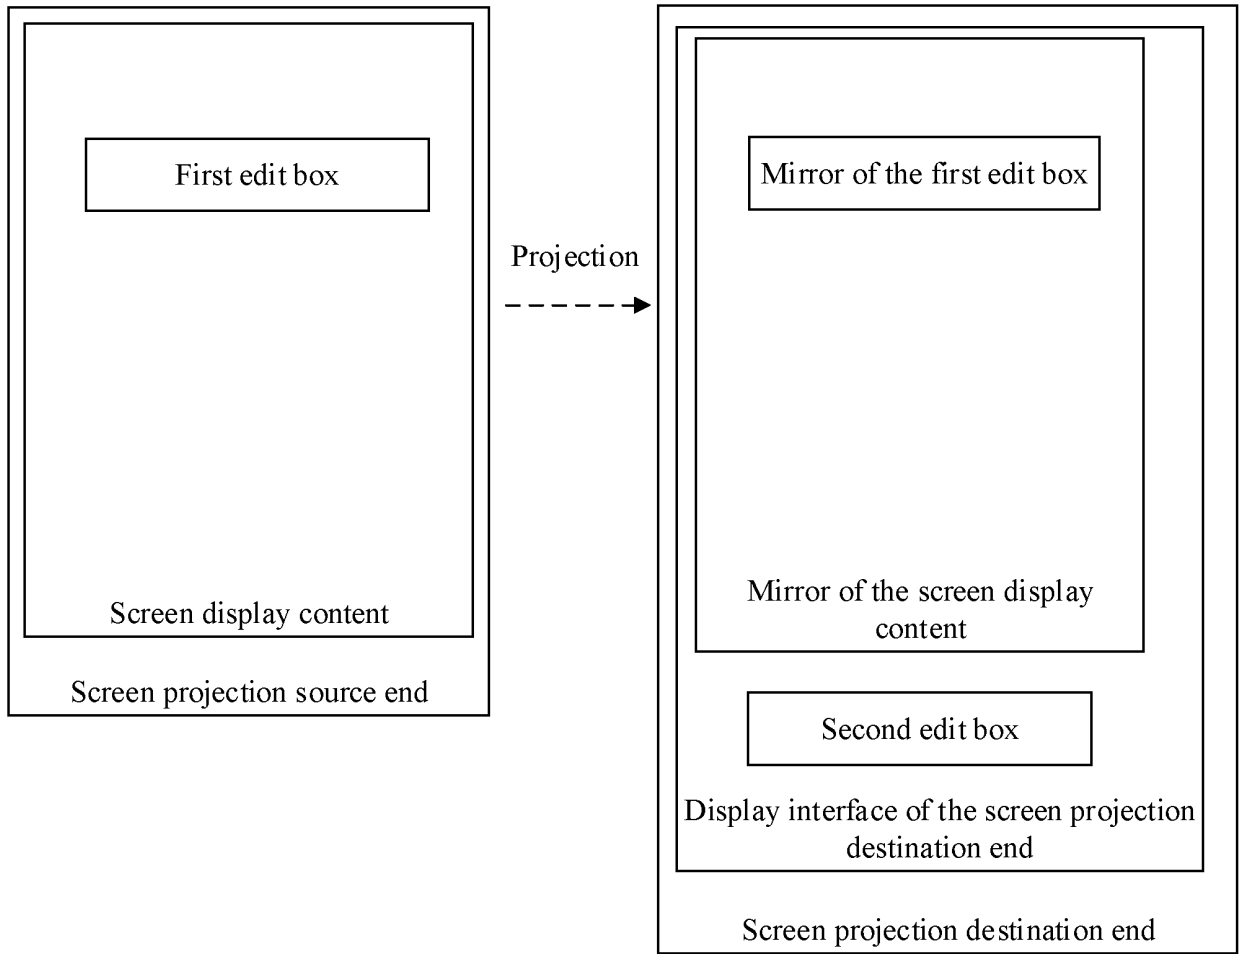 First edit box
Screen display content
Screen projection source end
Projection
Mirror of the first edit box
Mirror of the screen display
content
Second edit box
Display interface of the screen projection
destination end
Screen projection destination end